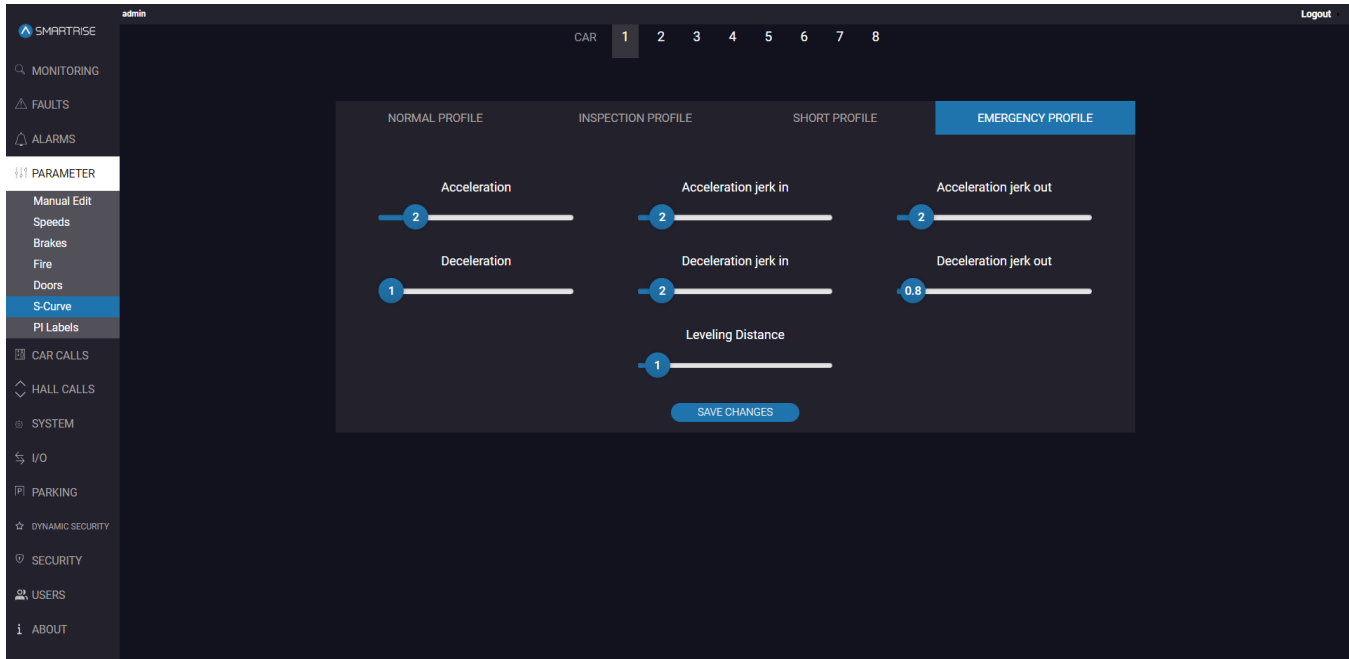 admin
Logout
SMARTRISE
CAR 1 2 3 4 5 6 7 8
MONITORING
FAULTS
ALARMS
PARAMETER
Manual Edit
Speeds
Brakes
Fire
Doors
S-Curve
PI Labels
CAR CALLS
HALL CALLS
SYSTEM
I/O
PARKING
DYNAMIC SECURITY
SECURITY
USERS
ABOUT
NORMAL PROFILE
INSPECTION PROFILE
SHORT PROFILE
EMERGENCY PROFILE
Acceleration
2
Acceleration jerk in
2
Acceleration jerk out
2
Deceleration
1
Deceleration jerk in
2
Deceleration jerk out
0.8
Leveling Distance
1
SAVE CHANGES